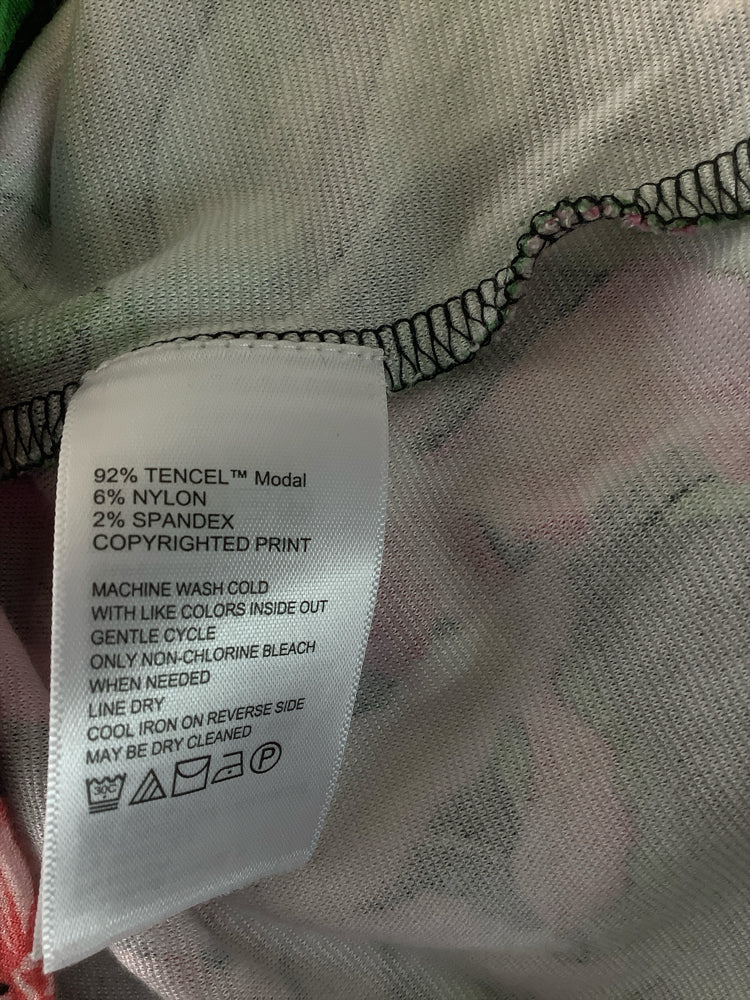 92% TENCEL™ Modal
6% NYLON
2% SPANDEX
COPYRIGHTED PRINT
MACHINE WASH COLD
WITH LIKE COLORS INSIDE OUT
GENTLE CYCLE
ONLY NON-CHLORINE BLEACH
WHEN NEEDED
LINE DRY
COOL IRON ON REVERSE SIDE
MAY BE DRY CLEANED
30C P